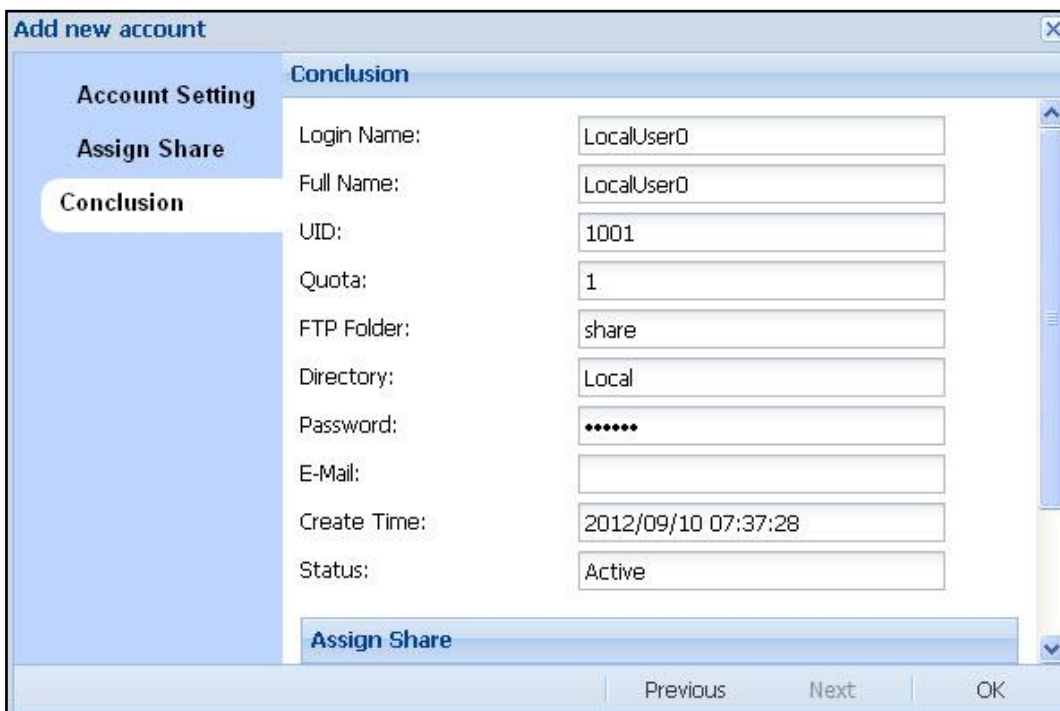 Add new account
Account Setting
Assign Share
Conclusion
Conclusion
Login Name: LocalUser0
Full Name: LocalUser0
UID: 1001
Quota: 1
FTP Folder: share
Directory: Local
Password: ••••••
E-Mail:
Create Time: 2012/09/10 07:37:28
Status: Active
Assign Share
Previous Next OK